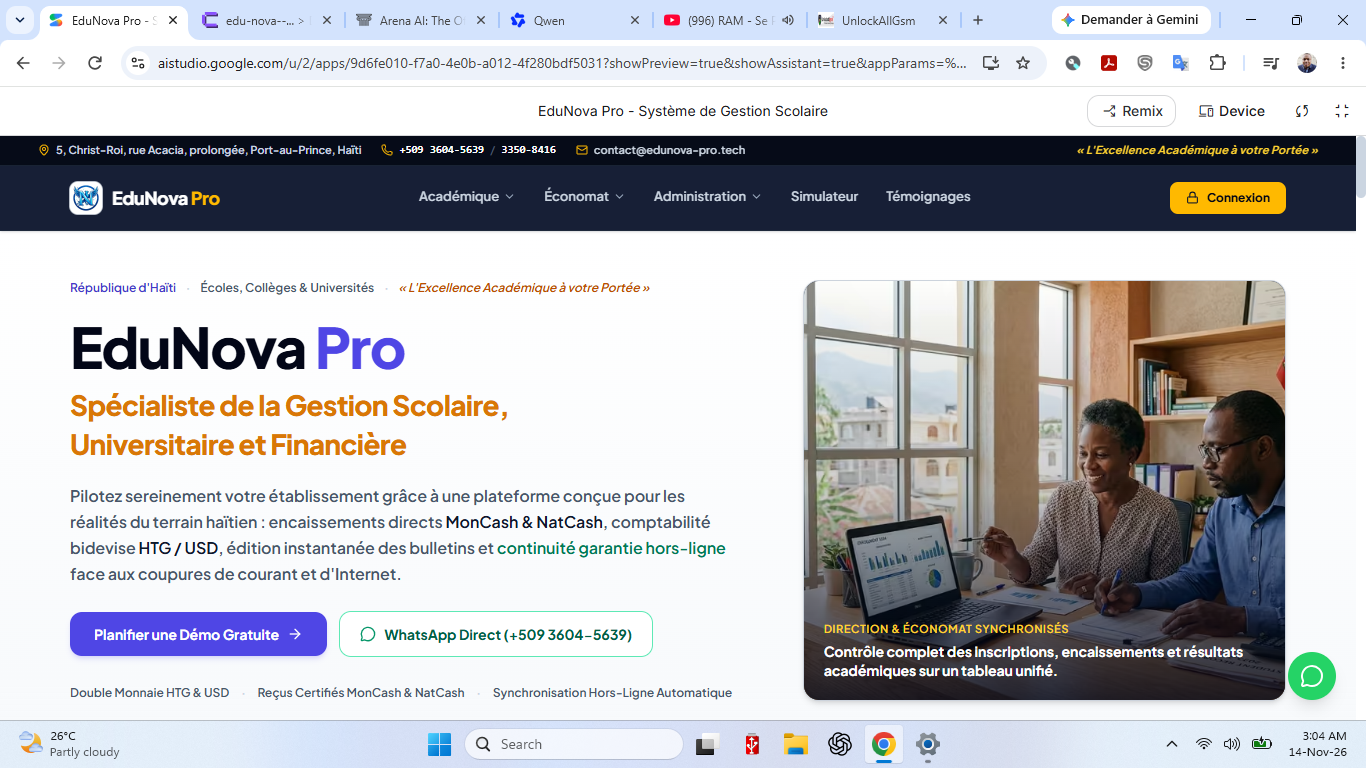 EduNova Pro - S
edu-nova--... >
Arena AI: The O
Qwen
(996) RAM - Se
UnlockAllGsm
Demander à Gemini
aistudio.google.com/u/2/apps/9d6fe010-f7a0-4e0b-a012-4f280bdf5031?showPreview=true&showAssistant=true&appParams=%...
EduNova Pro - Système de Gestion Scolaire
Remix
Device
5, Christ-Roi, rue Acacia, prolongée, Port-au-Prince, Haïti
+509 3604-5639 / 3350-8416
contact@edunova-pro.tech
« L'Excellence Académique à votre Portée »
EduNova Pro
Académique
Économat
Administration
Simulateur
Témoignages
Connexion
République d'Haïti · Écoles, Collèges & Universités · « L'Excellence Académique à votre Portée »
EduNova Pro
Spécialiste de la Gestion Scolaire,
Universitaire et Financière
Pilotez sereinement votre établissement grâce à une plateforme conçue pour les
réalités du terrain haïtien : encaissements directs MonCash & NatCash, comptabilité
bidevise HTG / USD, édition instantanée des bulletins et continuité garantie hors-ligne
face aux coupures de courant et d'Internet.
Planifier une Démo Gratuite
WhatsApp Direct (+509 3604-5639)
Double Monnaie HTG & USD · Reçus Certifiés MonCash & NatCash · Synchronisation Hors-Ligne Automatique
DIRECTION & ÉCONOMAT SYNCHRONISÉS
Contrôle complet des inscriptions, encaissements et résultats
académiques sur un tableau unifié.
26°C
Partly cloudy
Search
3:04 AM
14-Nov-26